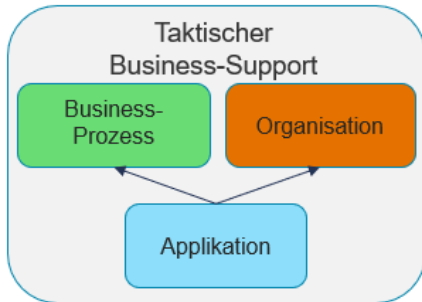 Taktischer
Business-Support
Business-
Prozess
Organisation
Applikation